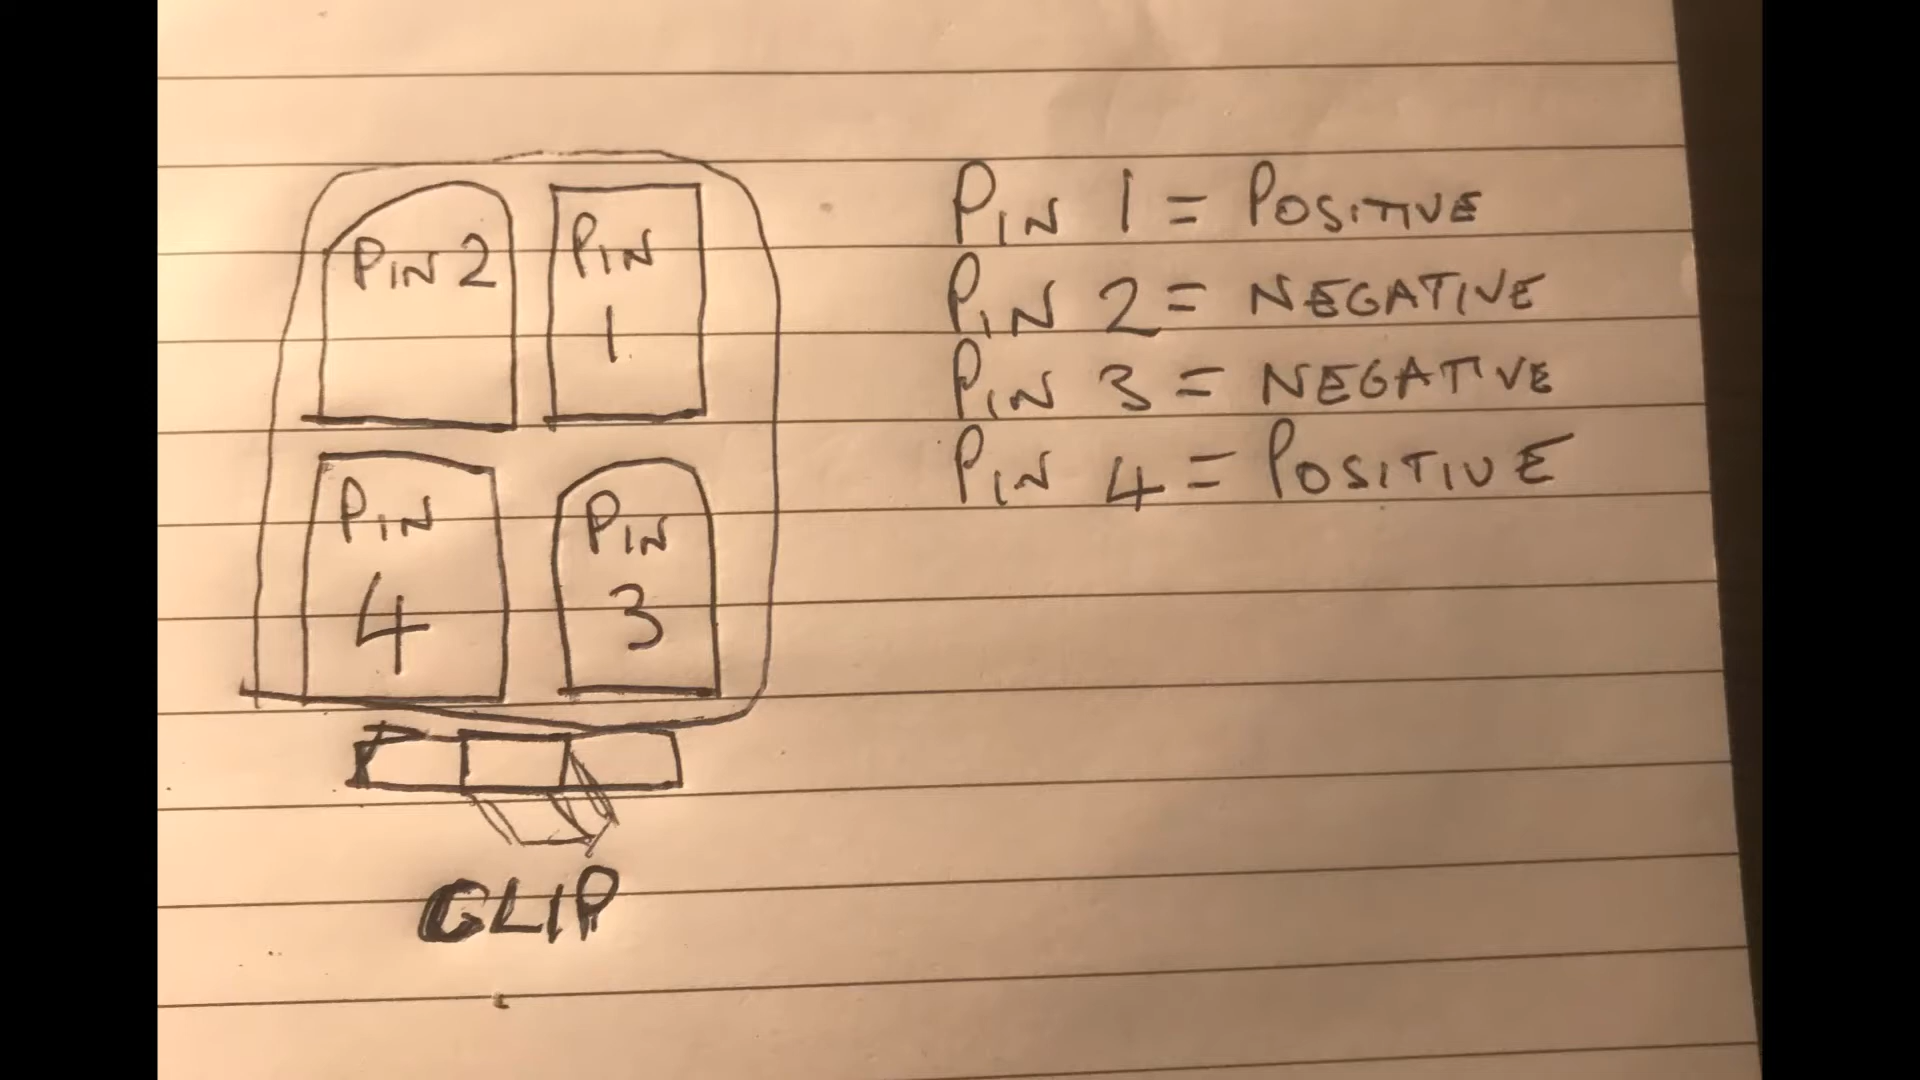 PIN 2
PIN
1
PIN
4
PIN
3
CLIP
PIN 1 = POSITIVE
PIN 2 = NEGATIVE
PIN 3 = NEGATIVE
PIN 4 = POSITIVE